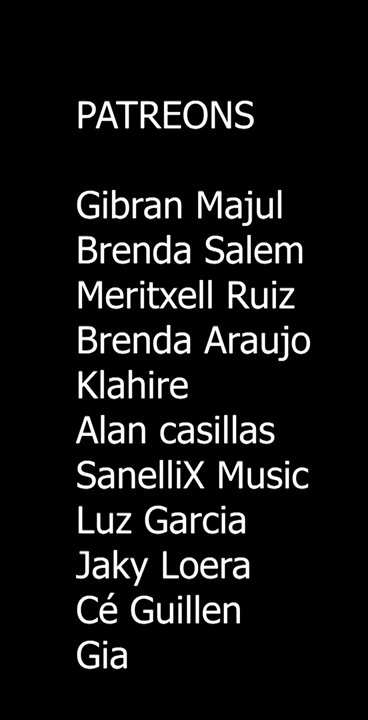 PATREONS
Gibran Majul
Brenda Salem
Meritxell Ruiz
Brenda Araujo
Klahire
Alan casillas
SanelliX Music
Luz Garcia
Jaky Loera
Cé Guillen
Gia